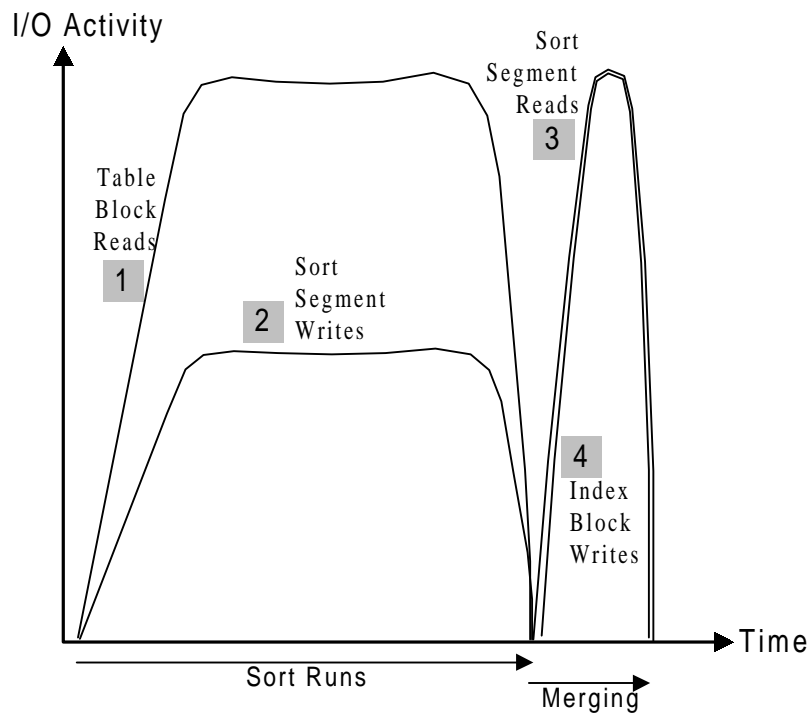 I/O Activity
Sort
Segment
Reads
3
Table
Block
Reads
1
Sort
Segment
Writes
2
4
Index
Block
Writes
Time
Sort Runs
Merging